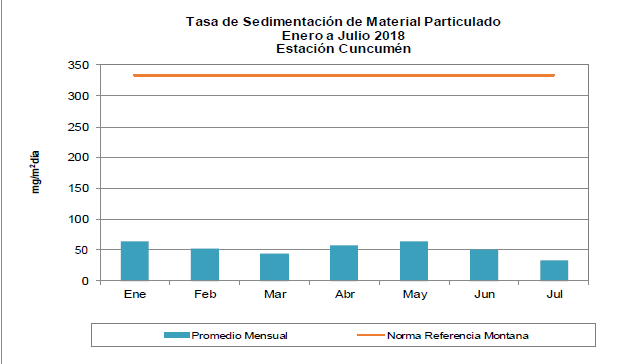 Tasa de Sedimentación de Material Particulado
Enero a Julio 2018
Estación Cuncumén
350
300
250
200
150
100
50
0
mg/m²dia
Ene Feb Mar Abr May Jun Jul
Promedio Mensual Norma Referencia Montana